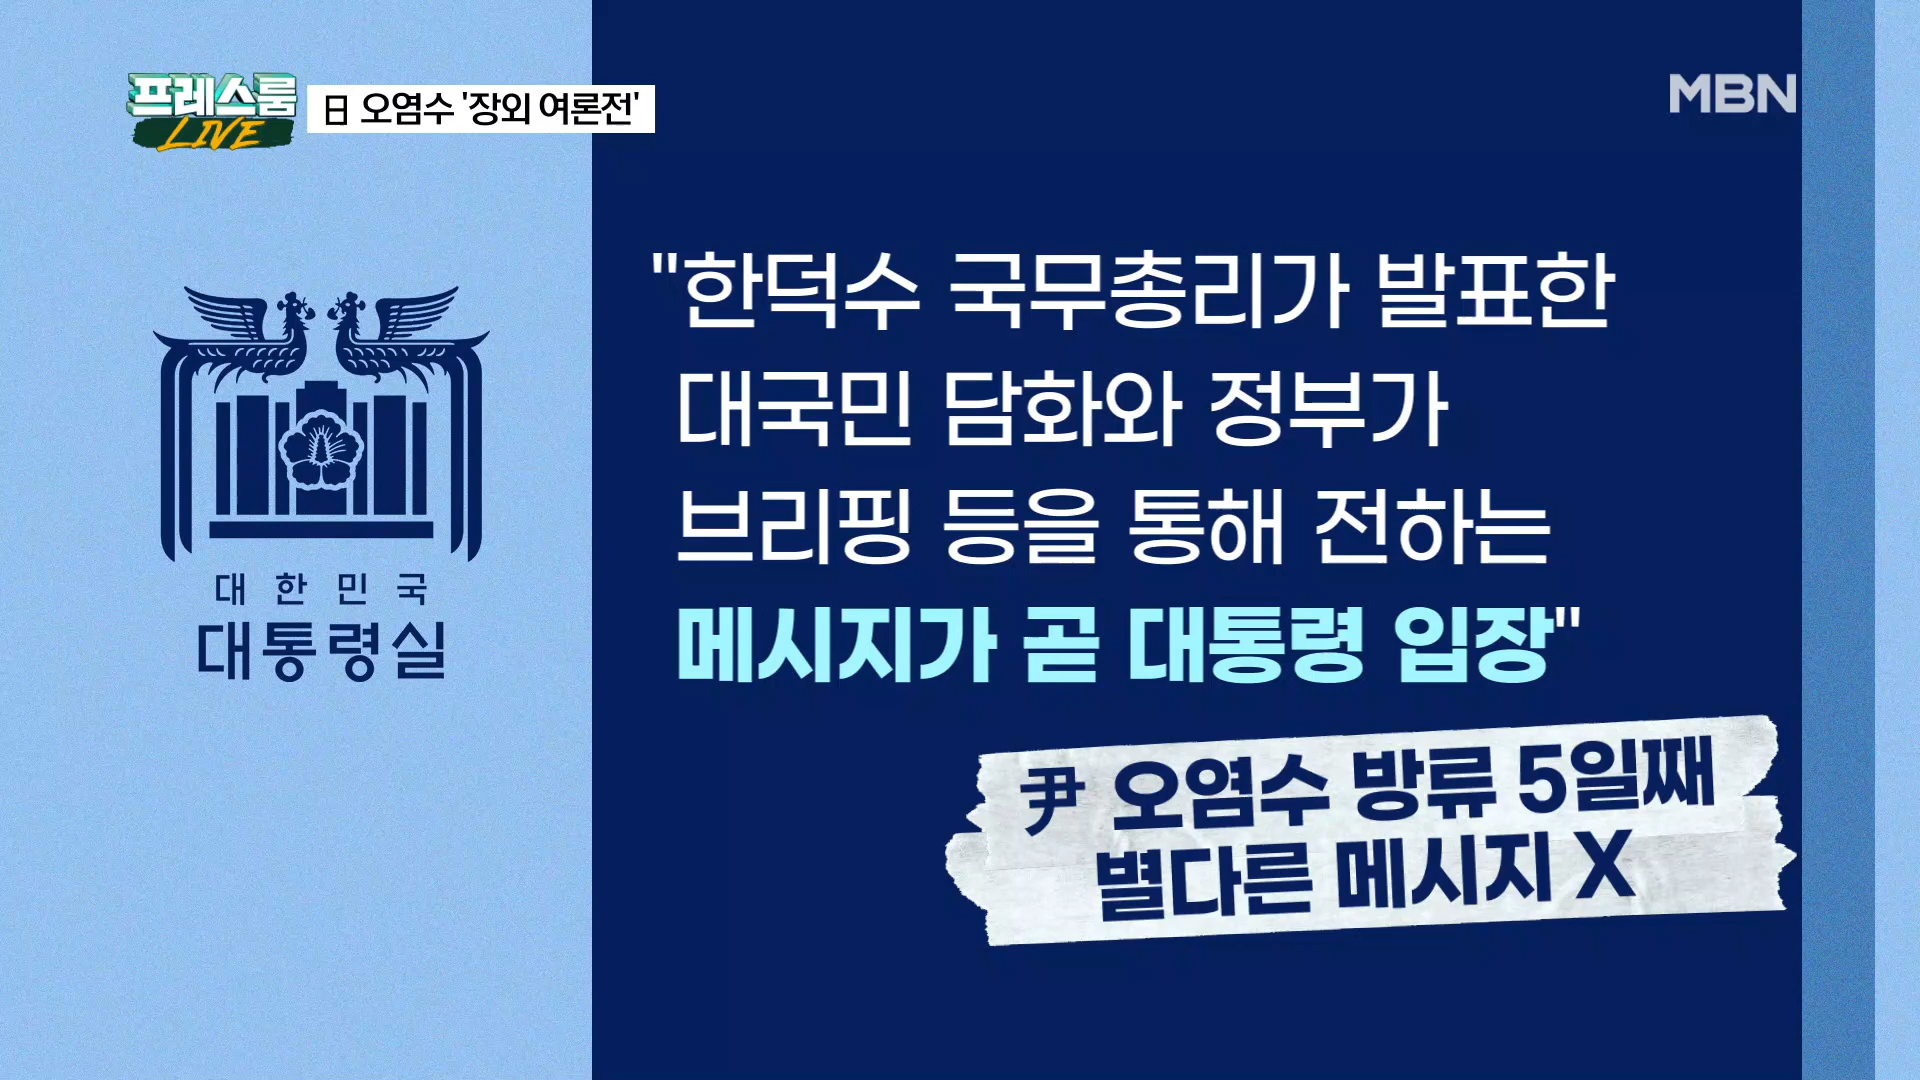 프레스룸
LIVE
日 오염수 '장외 여론전'
MBN
"한덕수 국무총리가 발표한
대국민 담화와 정부가
브리핑 등을 통해 전하는
메시지가 곧 대통령 입장"
대한민국
대통령실
尹 오염수 방류 5일째
별다른 메시지 X